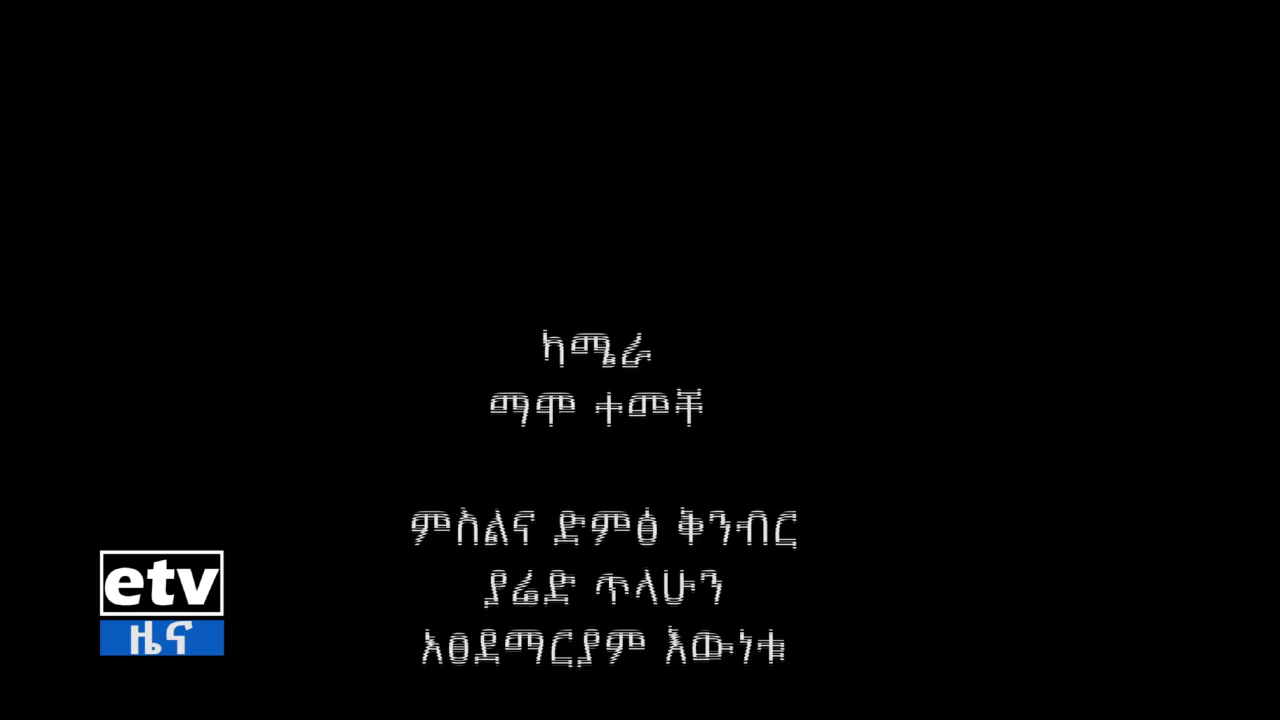 ካሜራ
ማሞ ተመቸ
ምስልና ድምፅ ቅንብር
ያሬድ ጥላሁን
አፀደማርያም እውነቱ
etv
ዜና